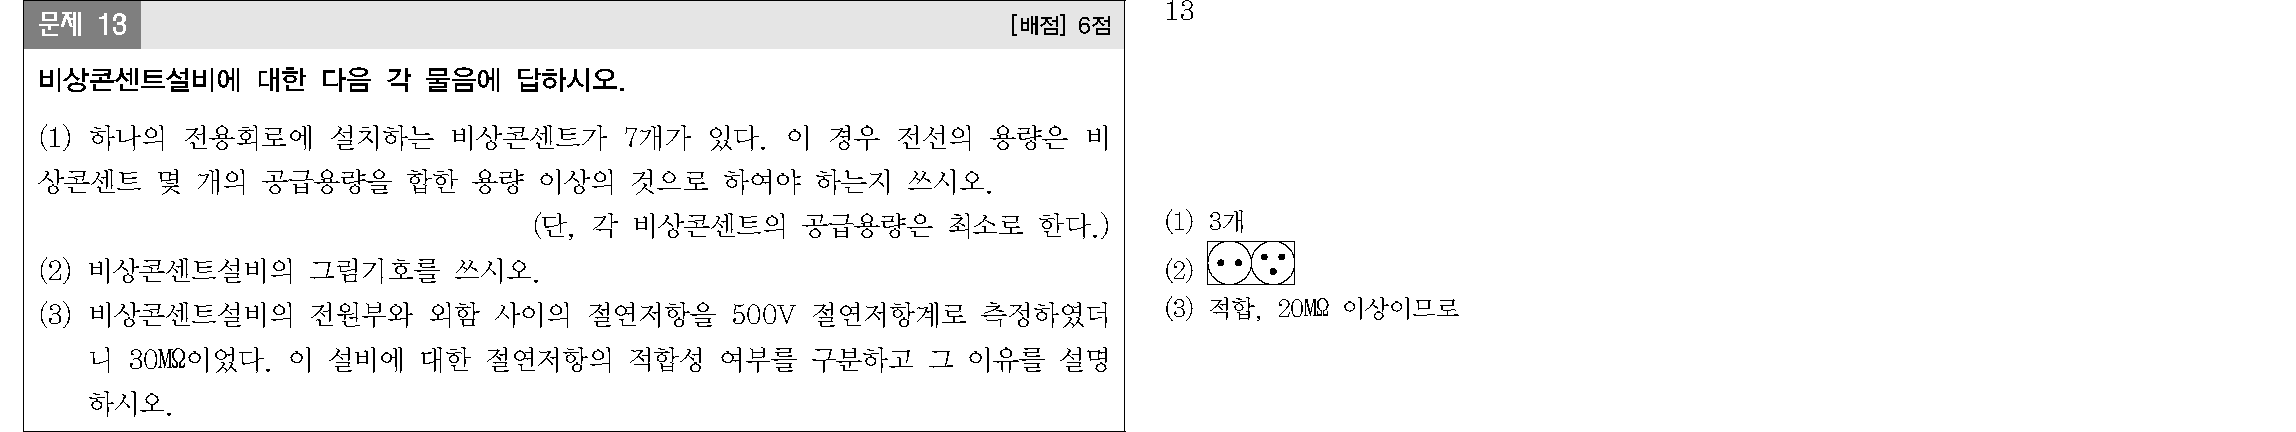 문제 13
[배점] 6점
비상콘센트설비에 대한 다음 각 물음에 답하시오.
(1) 하나의 전용회로에 설치하는 비상콘센트가 7개가 있다. 이 경우 전선의 용량은 비
상콘센트 몇 개의 공급용량을 합한 용량 이상의 것으로 하여야 하는지 쓰시오.
(단, 각 비상콘센트의 공급용량은 최소로 한다.)
(2) 비상콘센트설비의 그림기호를 쓰시오.
(3) 비상콘센트설비의 전원부와 외함 사이의 절연저항을 500V 절연저항계로 측정하였더
니 30㏁이었다. 이 설비에 대한 절연저항의 적합성 여부를 구분하고 그 이유를 설명
하시오.
13
(1) 3개
(2)
(3) 적합, 20㏁ 이상이므로